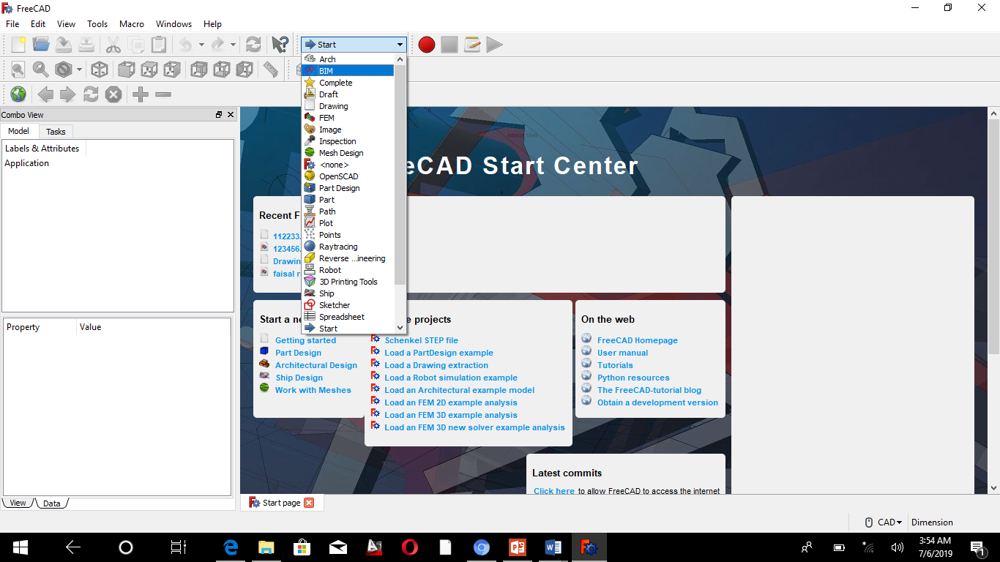 FreeCAD
File Edit View Tools Macro Windows Help
Start
Arch
BIM
Complete
Draft
Drawing
FEM
Image
Inspection
Mesh Design
<none>
OpenSCAD
Part Design
Part
Path
Plot
Points
Raytracing
Reverse ...ineering
Robot
3D Printing Tools
Ship
Sketcher
Spreadsheet
Start
Combo View
Model Tasks
Labels & Attributes
Application
Property Value
View Data
interior shell
eCAD Start Center
Recent F
112233.
123456.
Drawin
faisal r
Start a ne
Getting started
Part Design
Architectural Design
Ship Design
Work with Meshes
e projects
Schenkel STEP file
Load a PartDesign example
Load a Drawing extraction
Load a Robot simulation example
Load an Architectural example model
Load an FEM 2D example analysis
Load an FEM 3D example analysis
Load an FEM 3D new solver example analysis
On the web
FreeCAD Homepage
User manual
Tutorials
Python resources
The FreeCAD-tutorial blog
Obtain a development version
Latest commits
Click here to allow FreeCAD to access the internet
Start page
CAD Dimension
3:54 AM
7/6/2019
1